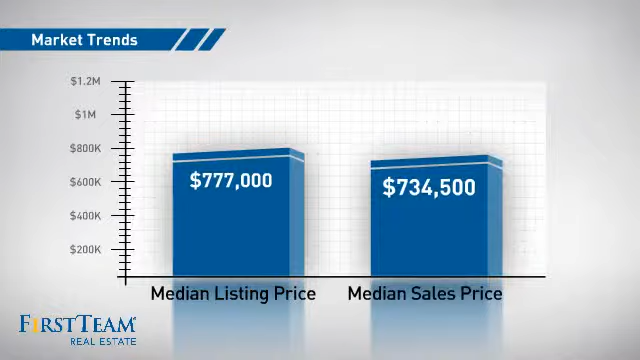 Market Trends
$1.2M
$1M
$800K
$600K
$400K
$200K
$777,000
$734,500
Median Listing Price
Median Sales Price
FIRSTTEAM®
REAL ESTATE